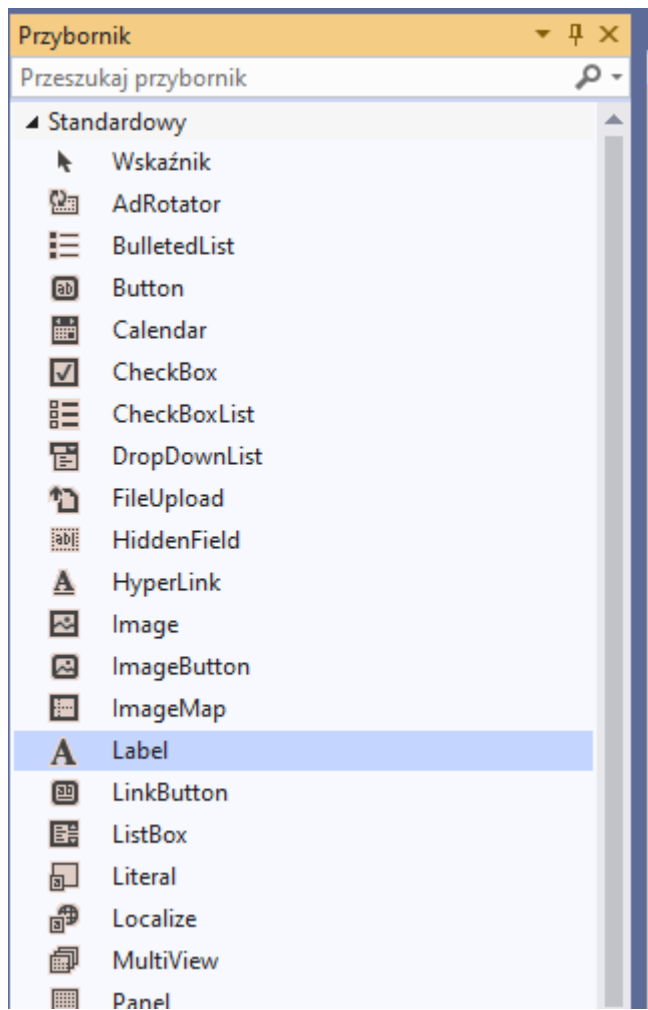 Przybornik
Przeszukaj przybornik
Standardowy
Wskaźnik
AdRotator
BulletedList
Button
Calendar
CheckBox
CheckBoxList
DropDownList
FileUpload
HiddenField
HyperLink
Image
ImageButton
ImageMap
Label
LinkButton
ListBox
Literal
Localize
MultiView
Panel